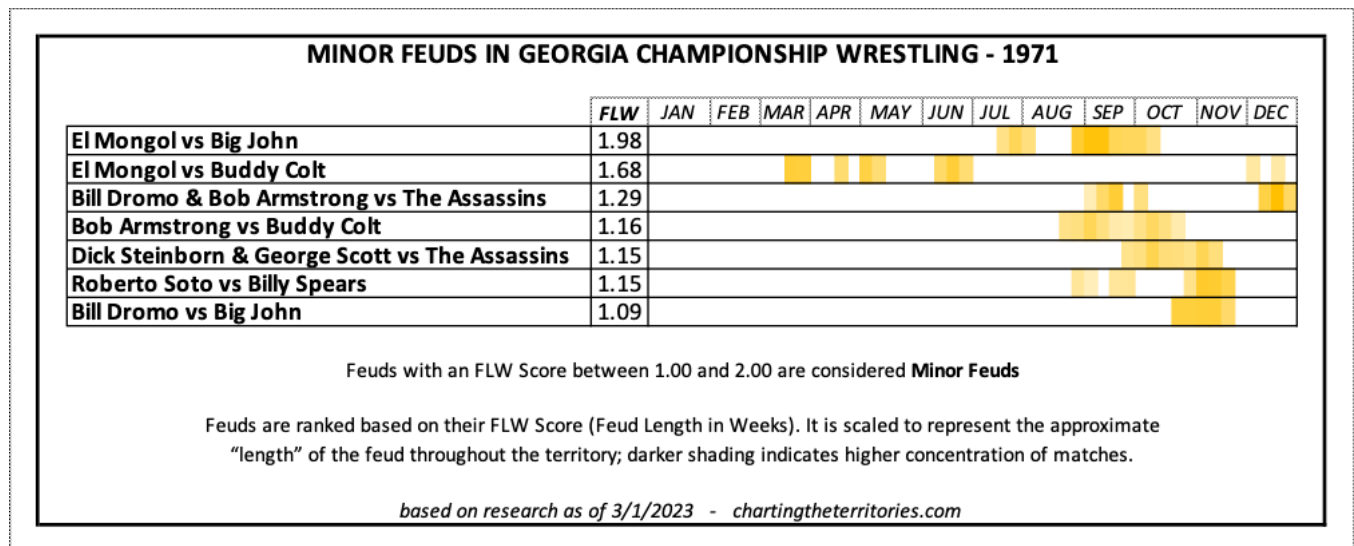 MINOR FEUDS IN GEORGIA CHAMPIONSHIP WRESTLING - 1971
FLW JAN FEB MAR APR MAY JUN JUL AUG SEP OCT NOV DEC
El Mongol vs Big John 1.98
El Mongol vs Buddy Colt 1.68
Bill Dromo & Bob Armstrong vs The Assassins 1.29
Bob Armstrong vs Buddy Colt 1.16
Dick Steinborn & George Scott vs The Assassins 1.15
Roberto Soto vs Billy Spears 1.15
Bill Dromo vs Big John 1.09
Feuds with an FLW Score between 1.00 and 2.00 are considered Minor Feuds
Feuds are ranked based on their FLW Score (Feud Length in Weeks). It is scaled to represent the approximate
“length” of the feud throughout the territory; darker shading indicates higher concentration of matches.
based on research as of 3/1/2023 - chartingtheterritories.com